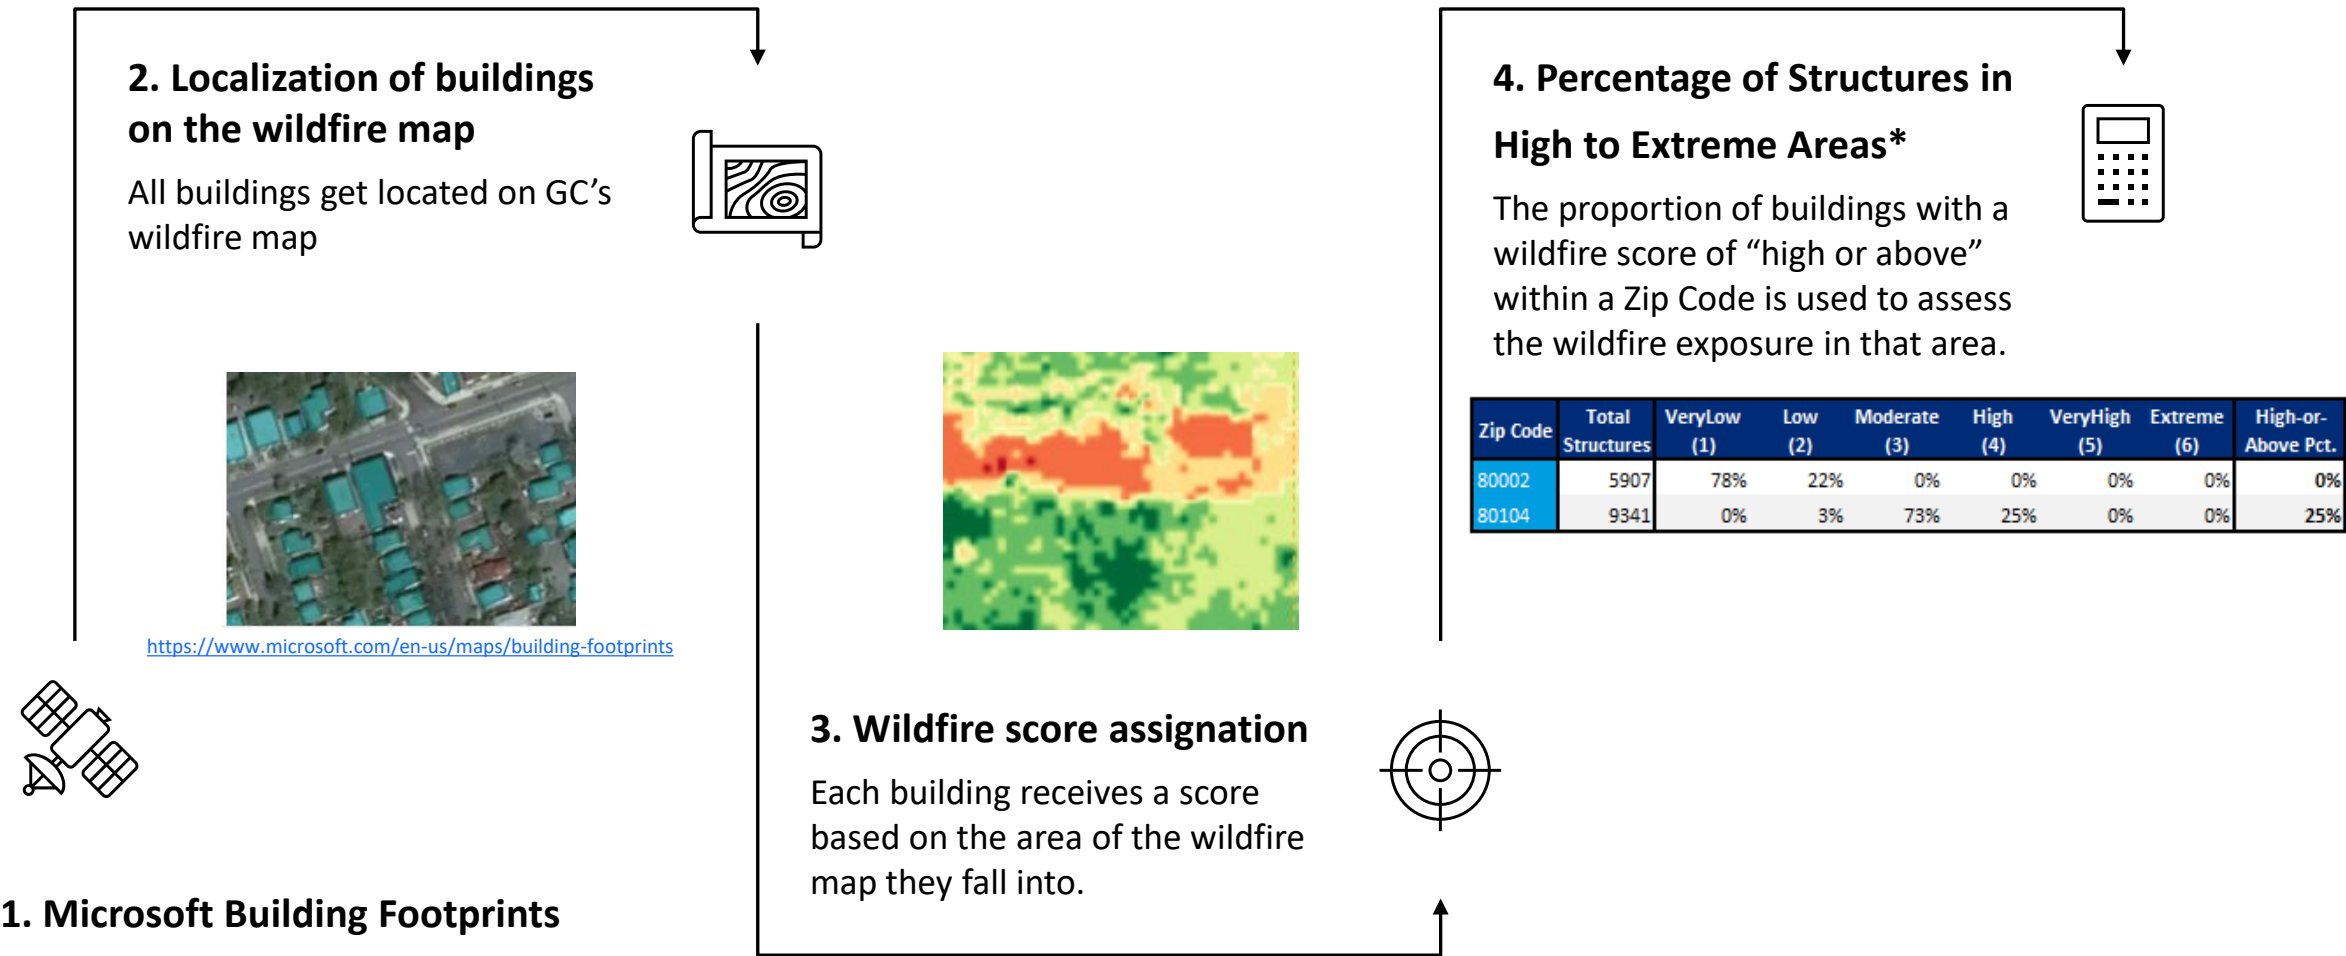 2. Localization of buildings
on the wildfire map
All buildings get located on GC’s
wildfire map
https://www.microsoft.com/en-us/maps/building-footprints
1. Microsoft Building Footprints
3. Wildfire score assignation
Each building receives a score
based on the area of the wildfire
map they fall into.
4. Percentage of Structures in
High to Extreme Areas*
The proportion of buildings with a
wildfire score of “high or above”
within a Zip Code is used to assess
the wildfire exposure in that area.
Zip Code Total Structures VeryLow (1) Low (2) Moderate (3) High (4) VeryHigh (5) Extreme (6) High-or-Above Pct.
80002 5907 78% 22% 0% 0% 0% 0% 0%
80104 9341 0% 3% 73% 25% 0% 0% 25%